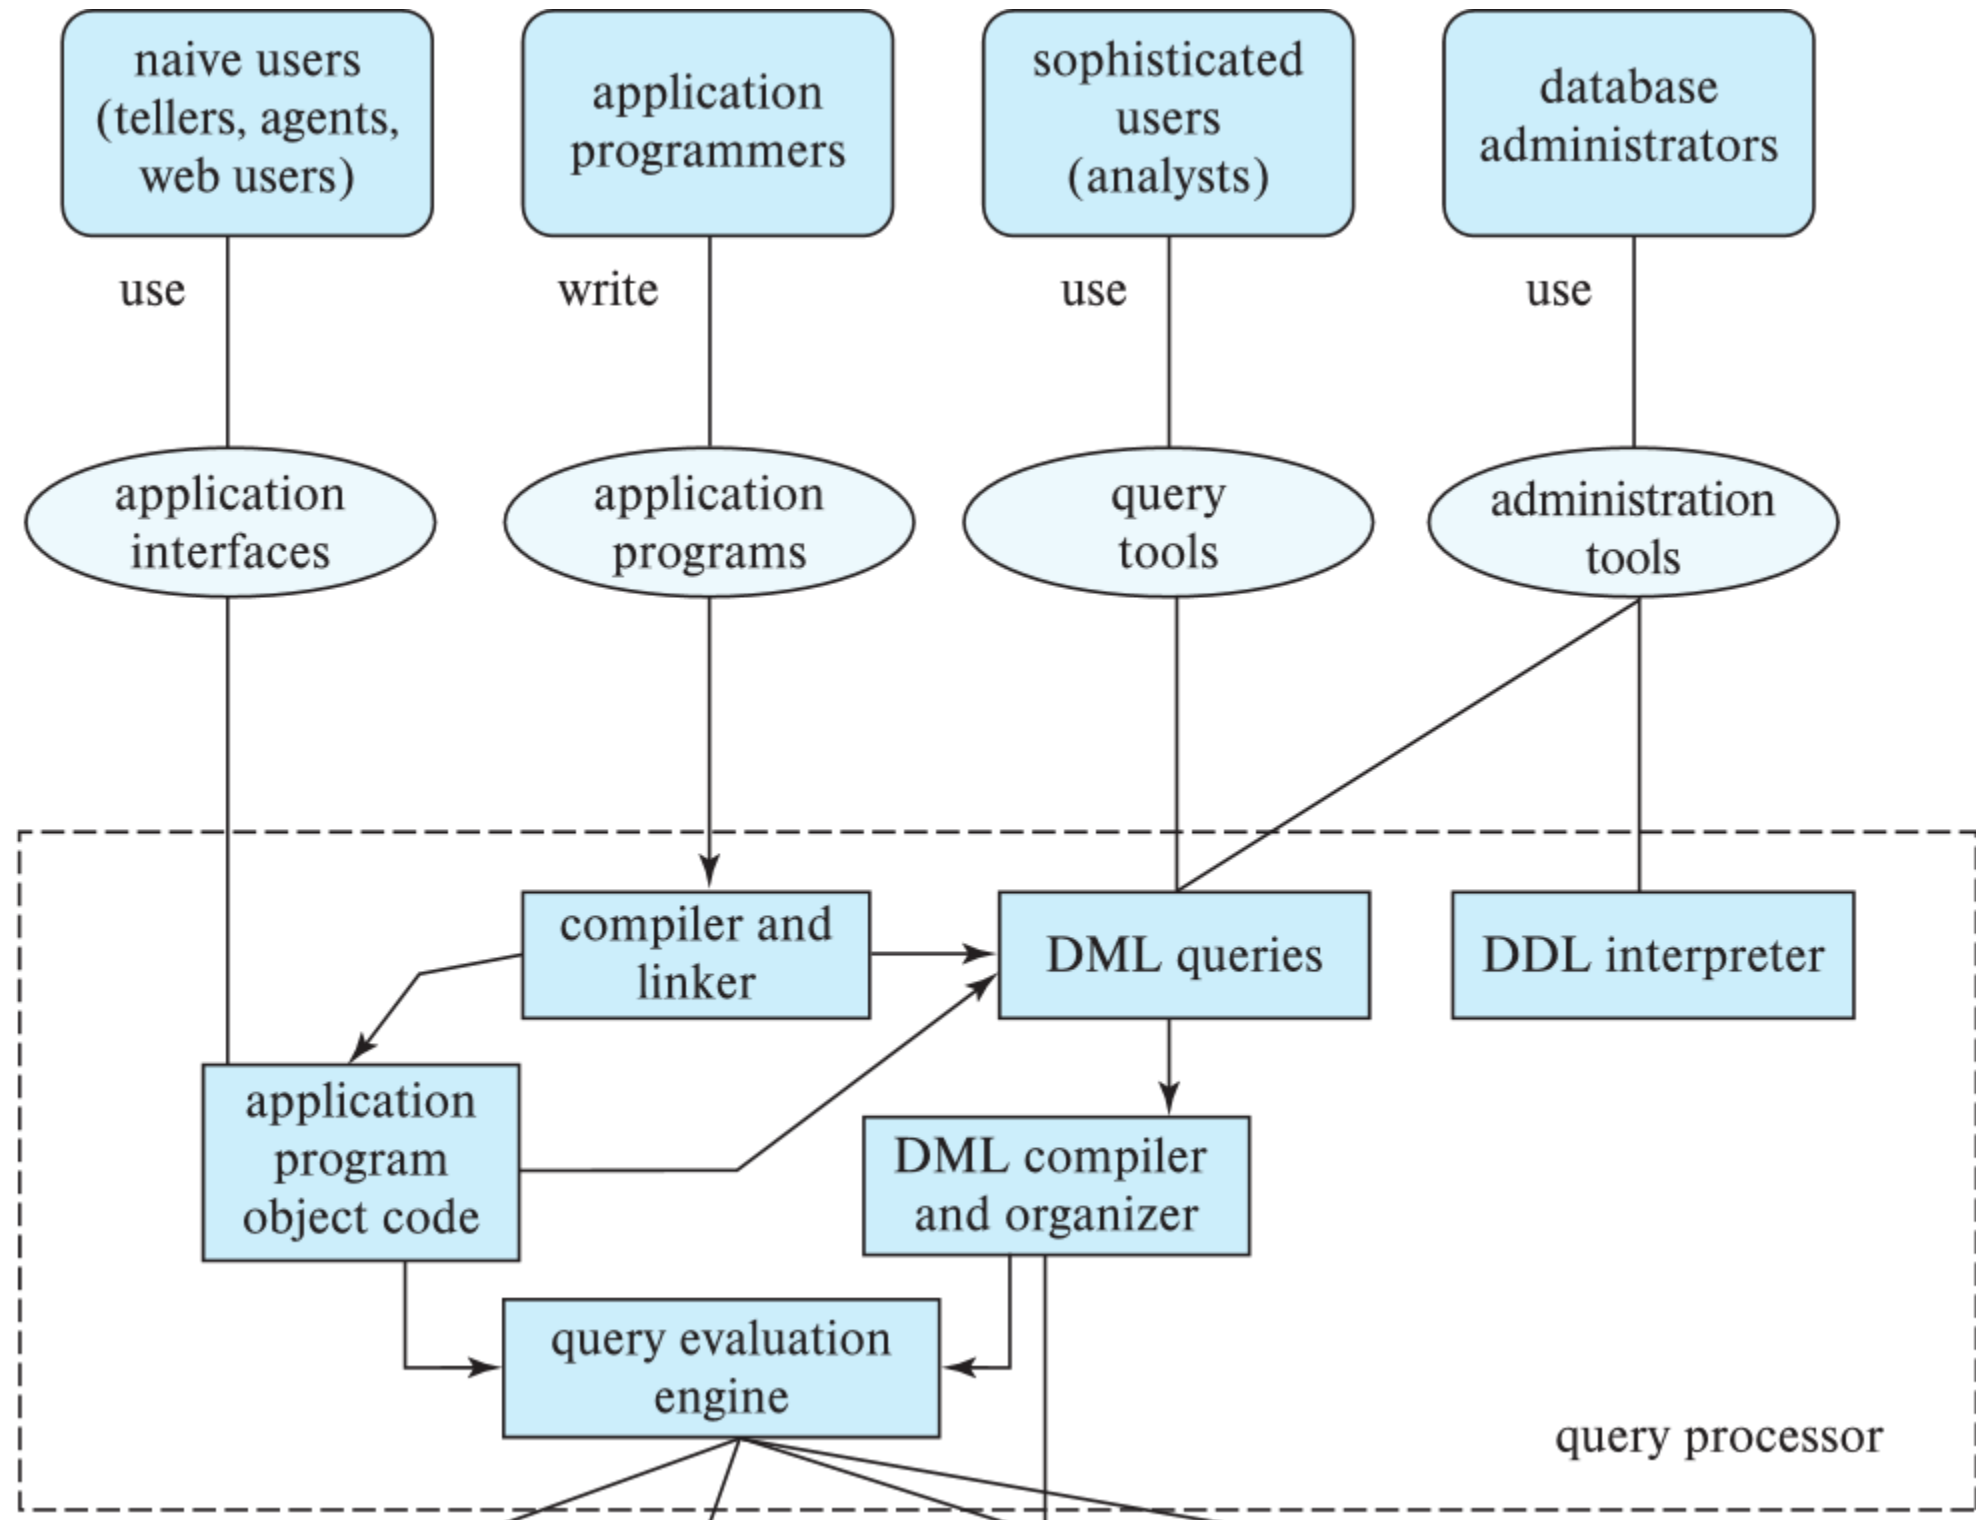 naive users
(tellers, agents,
web users)
application
programmers
sophisticated
users
(analysts)
database
administrators
use
write
use
use
application
interfaces
application
programs
query
tools
administration
tools
compiler and
linker
DML queries
DDL interpreter
application
program
object code
DML compiler
and organizer
query evaluation
engine
query processor